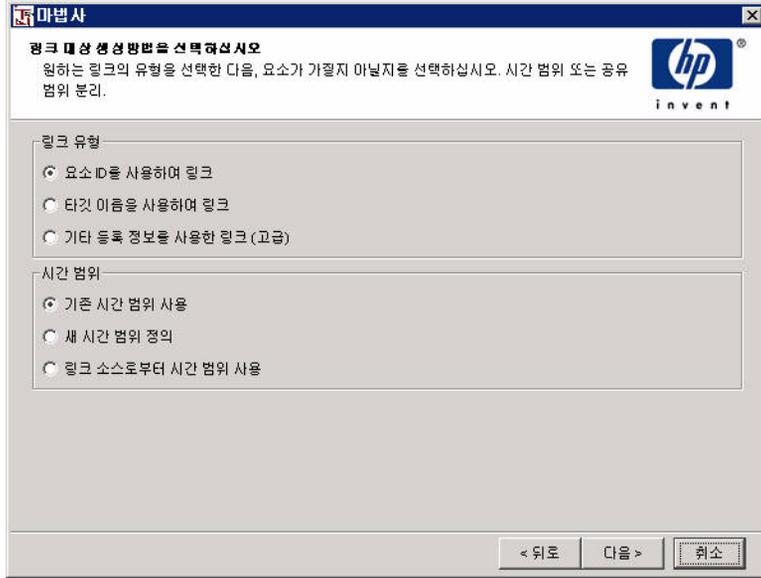 마법사
링크 대상 생성 방법을 선택하십시오
원하는 링크의 유형을 선택한 다음, 요소가 가질지 아닐지를 선택하십시오. 시간 범위 또는 공유
범위 분리.
hp
®
invent
링크 유형
요소 ID를 사용하여 링크
타깃 이름을 사용하여 링크
기타 등록 정보를 사용한 링크(고급)
시간 범위
기존 시간 범위 사용
새 시간 범위 정의
링크 소스로부터 시간 범위 사용
< 뒤로
다음 >
취소